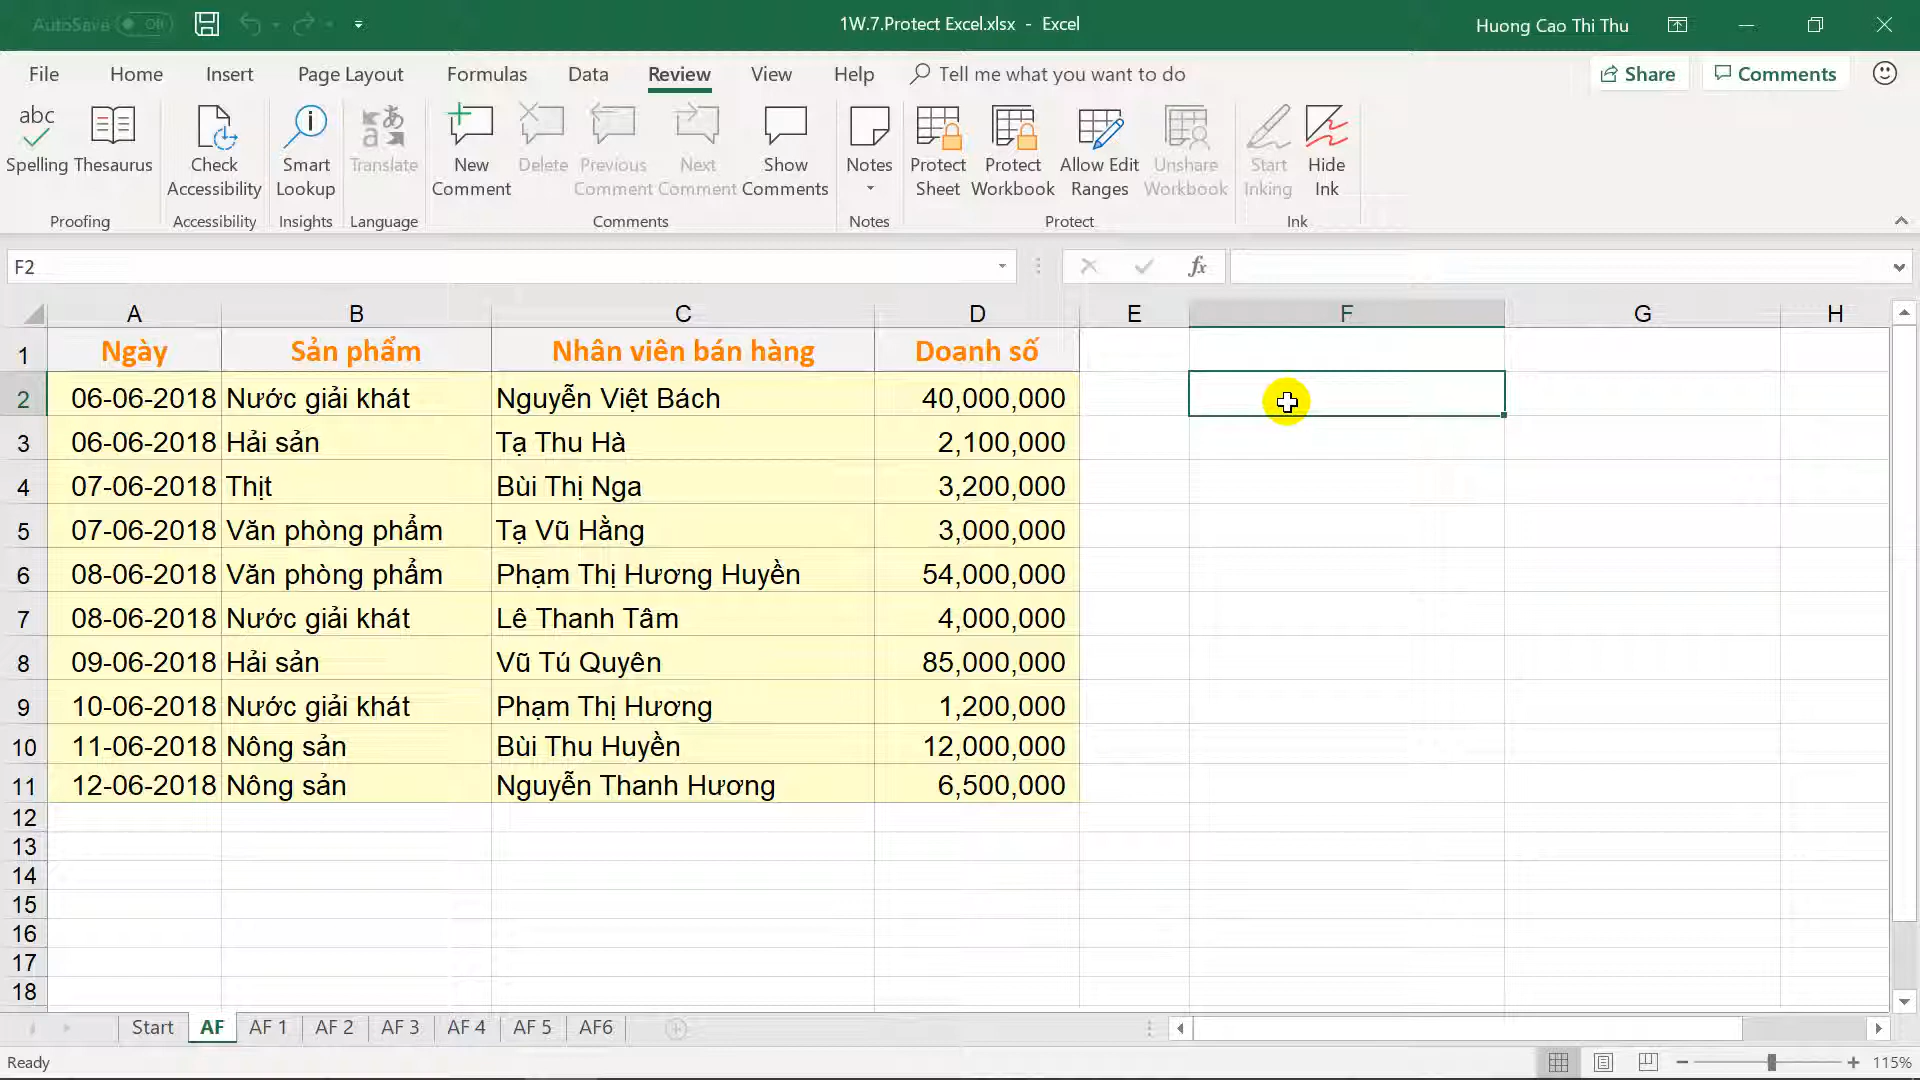 AutoSave Off
1W.7.Protect Excel.xlsx - Excel
Huong Cao Thi Thu
File Home Insert Page Layout Formulas Data Review View Help Tell me what you want to do Share Comments
abc
Spelling Thesaurus Check Accessibility Smart Lookup Translate New Comment Delete Previous Comment Next Comment Show Comments Notes Protect Sheet Protect Workbook Allow Edit Ranges Unshare Workbook Start Inking Hide Ink
Proofing Accessibility Insights Language Comments Notes Protect Ink
F2 fx
A B C D E F G H
1 Ngày Sản phẩm Nhân viên bán hàng Doanh số
2 06-06-2018 Nước giải khát Nguyễn Việt Bách 40,000,000
3 06-06-2018 Hải sản Tạ Thu Hà 2,100,000
4 07-06-2018 Thịt Bùi Thị Nga 3,200,000
5 07-06-2018 Văn phòng phẩm Tạ Vũ Hằng 3,000,000
6 08-06-2018 Văn phòng phẩm Phạm Thị Hương Huyền 54,000,000
7 08-06-2018 Nước giải khát Lê Thanh Tâm 4,000,000
8 09-06-2018 Hải sản Vũ Tú Quyên 85,000,000
9 10-06-2018 Nước giải khát Phạm Thị Hương 1,200,000
10 11-06-2018 Nông sản Bùi Thu Huyền 12,000,000
11 12-06-2018 Nông sản Nguyễn Thanh Hương 6,500,000
12
13
14
15
16
17
18
Start AF AF 1 AF 2 AF 3 AF 4 AF 5 AF6
Ready 115%